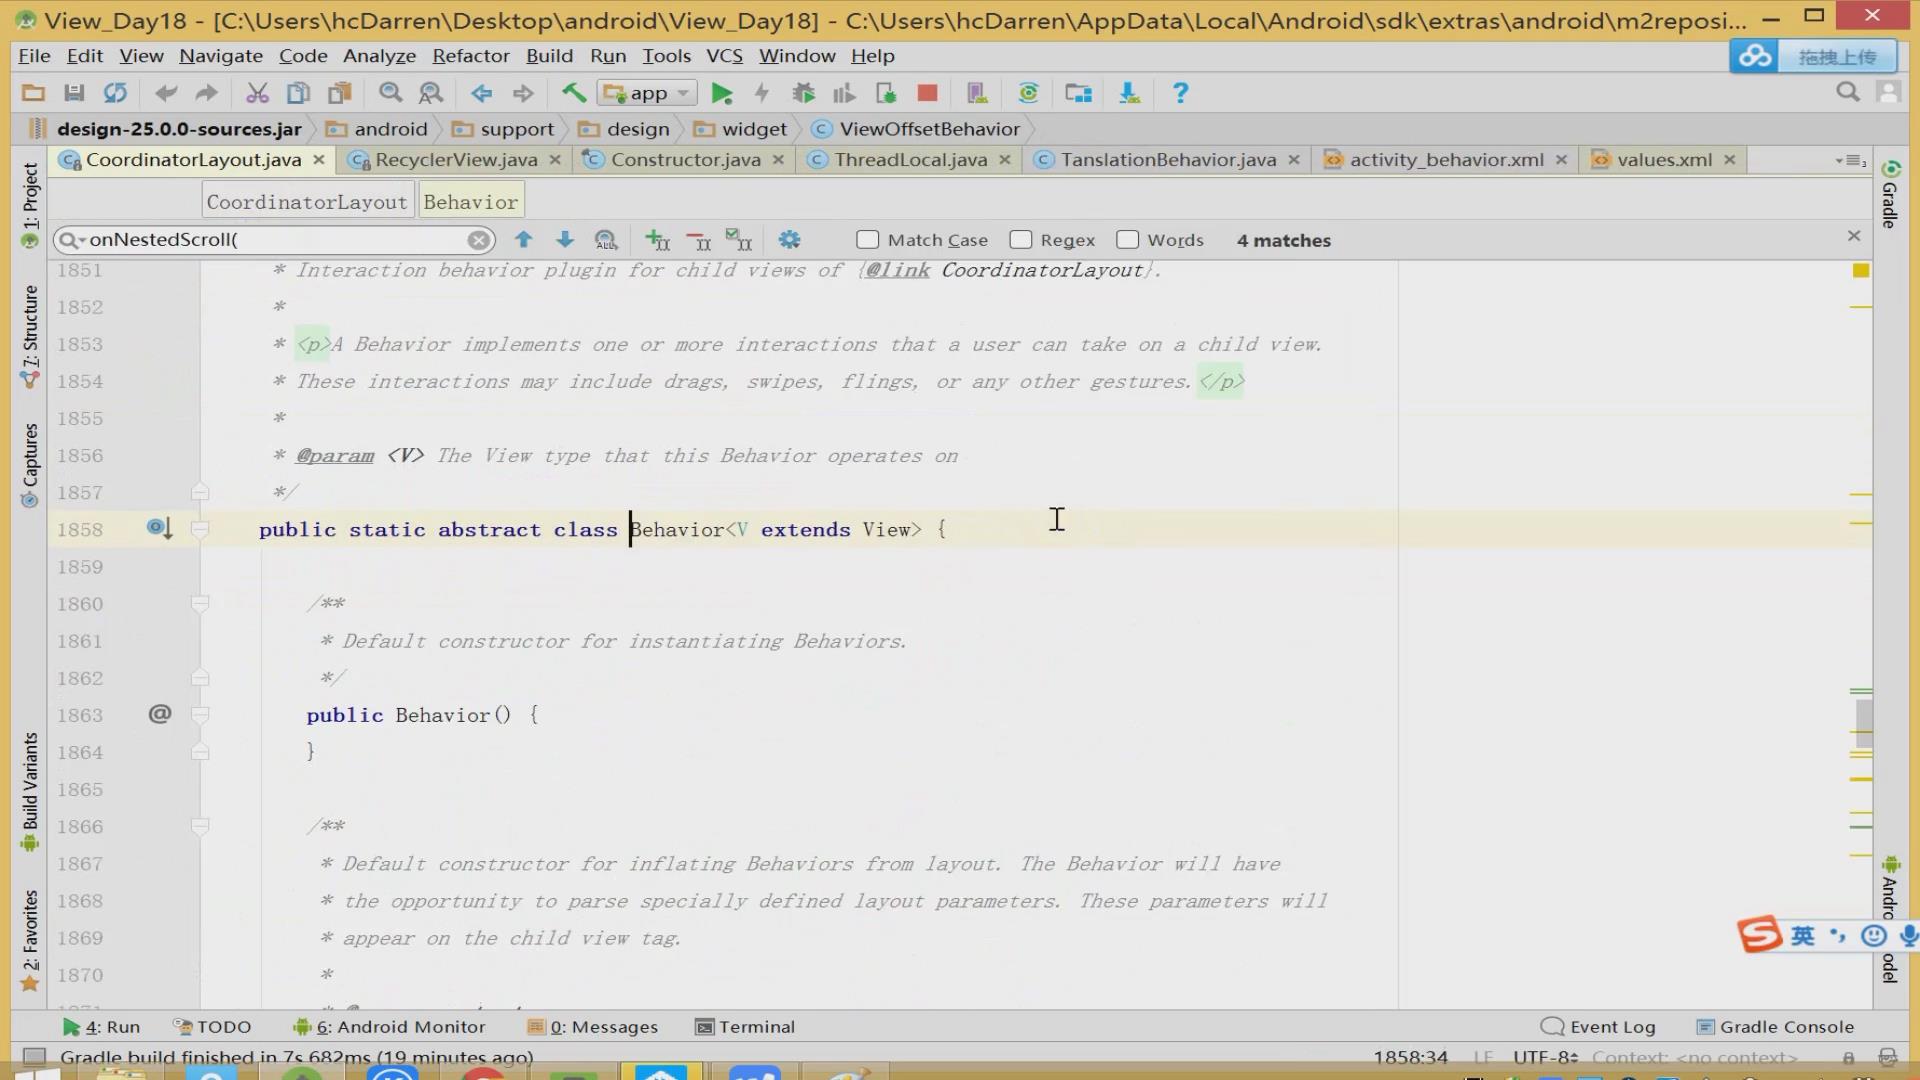 View_Day18 - [C:\Users\hcDarren\Desktop\android\View_Day18] - C:\Users\hcDarren\AppData\Local\Android\sdk\extras\android\m2reposi...
File Edit View Navigate Code Analyze Refactor Build Run Tools VCS Window Help
拖拽上传
app
design-25.0.0-sources.jar android support design widget ViewOffsetBehavior
CoordinatorLayout.java RecyclerView.java Constructor.java ThreadLocal.java TanslationBehavior.java activity_behavior.xml values.xml
CoordinatorLayout Behavior
onNestedScroll( Match Case Regex Words 4 matches
1851 * Interaction behavior plugin for child views of {@link CoordinatorLayout}.
1852 *
1853 * <p>A Behavior implements one or more interactions that a user can take on a child view.
1854 * These interactions may include drags, swipes, flings, or any other gestures.</p>
1855 *
1856 * @param <V> The View type that this Behavior operates on
1857 */
1858 public static abstract class Behavior<V extends View> {
1859
1860 /**
1861 * Default constructor for instantiating Behaviors.
1862 */
1863 public Behavior() {
1864 }
1865
1866 /**
1867 * Default constructor for inflating Behaviors from layout. The Behavior will have
1868 * the opportunity to parse specially defined layout parameters. These parameters will
1869 * appear on the child view tag.
1870 *
1: Project
7: Structure
Captures
Build Variants
2: Favorites
Gradle
英
4: Run TODO 6: Android Monitor 0: Messages Terminal Event Log Gradle Console
Gradle build finished in 7s 682ms (19 minutes ago) 1858:34 LF UTF-8 Context: <no context>